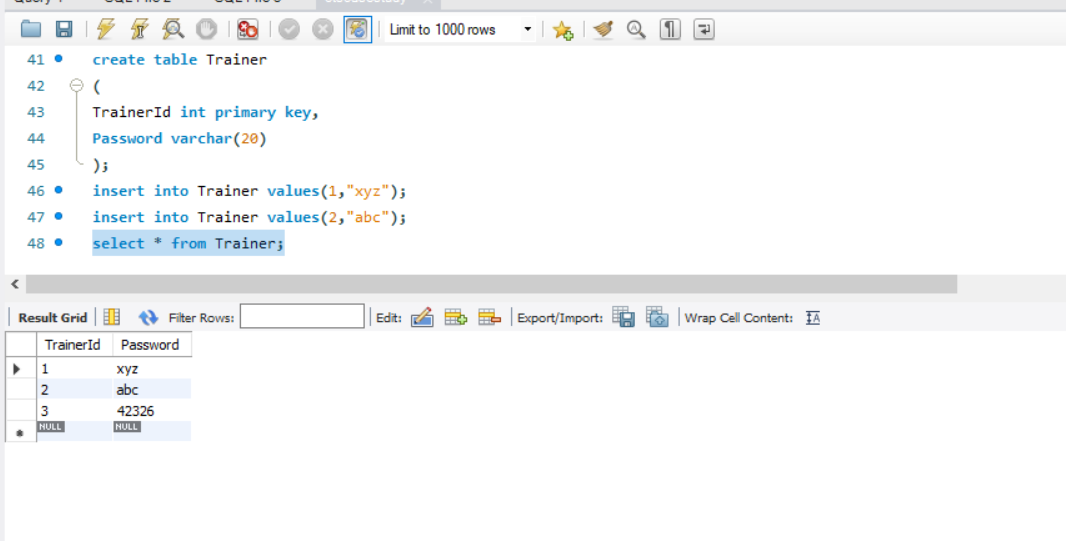 Limit to 1000 rows
41 create table Trainer
42 (
43 TrainerId int primary key,
44 Password varchar(20)
45 );
46 insert into Trainer values(1,"xyz");
47 insert into Trainer values(2,"abc");
48 select * from Trainer;
Result Grid Filter Rows: Edit: Export/Import: Wrap Cell Content: IA
TrainerId Password
1 xyz
2 abc
3 42326
NULL NULL